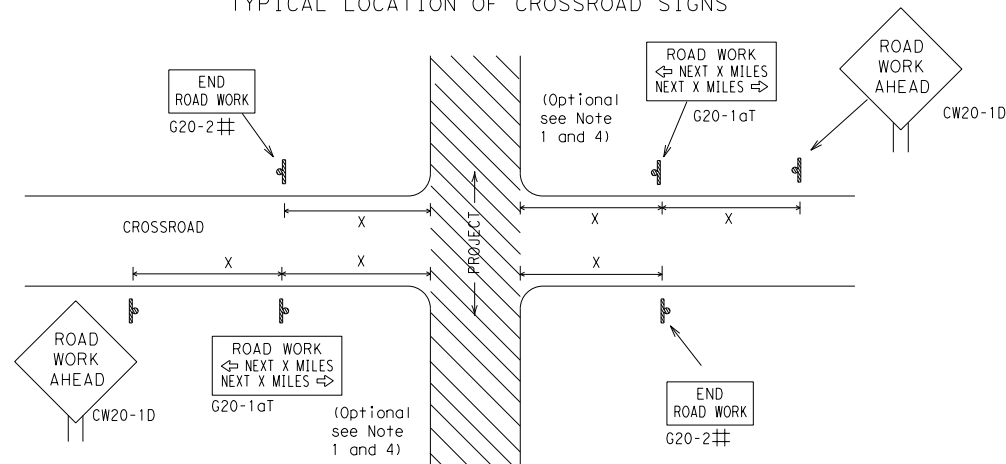 TYPICAL LOCATION OF CROSSROAD SIGNS
END
ROAD WORK
G20-2#
(Optional
see Note
1 and 4)
ROAD WORK
⇦ NEXT X MILES
NEXT X MILES ⇨
G20-1aT
ROAD
WORK
AHEAD
CW20-1D
X
X
X
CROSSROAD
PROJECT
X
X
X
ROAD
WORK
AHEAD
CW20-1D
ROAD WORK
⇦ NEXT X MILES
NEXT X MILES ⇨
G20-1aT
(Optional
see Note
1 and 4)
END
ROAD WORK
G20-2#